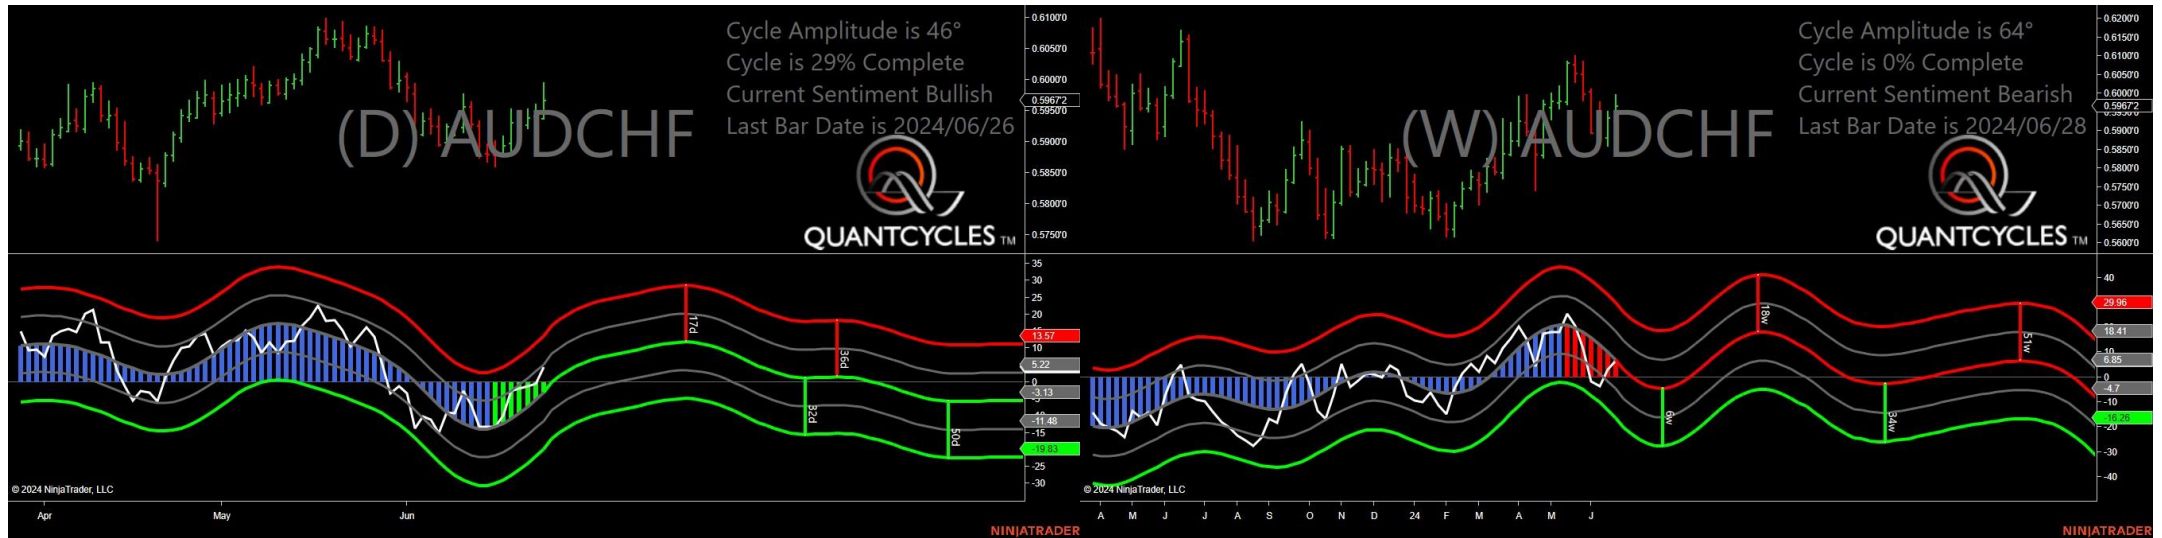 Cycle Amplitude is 46°
Cycle is 29% Complete
Current Sentiment Bullish
Last Bar Date is 2024/06/26
(D) AUDCHF
QUANTCYCLES TM
0.6100'0
0.6050'0
0.6000'0
0.5967'2
0.5950'0
0.5900'0
0.5850'0
0.5800'0
0.5750'0
35
30
25
20
13.57
10
5.22
0
-3.13
-11.48
-15
-19.83
-25
-30
17d
36d
32d
50d
© 2024 NinjaTrader, LLC
Apr May Jun
NINJATRADER
Cycle Amplitude is 64°
Cycle is 0% Complete
Current Sentiment Bearish
Last Bar Date is 2024/06/28
(W) AUDCHF
QUANTCYCLES TM
0.6200'0
0.6150'0
0.6100'0
0.6050'0
0.6000'0
0.5967'2
0.5900'0
0.5850'0
0.5800'0
0.5750'0
0.5700'0
0.5650'0
0.5600'0
40
29.96
18.41
10
6.85
0
-4.7
-10
-16.26
-20
-30
-40
18w
51w
6w
34w
© 2024 NinjaTrader, LLC
A M J J A S O N D 24 F M A M J
NINJATRADER